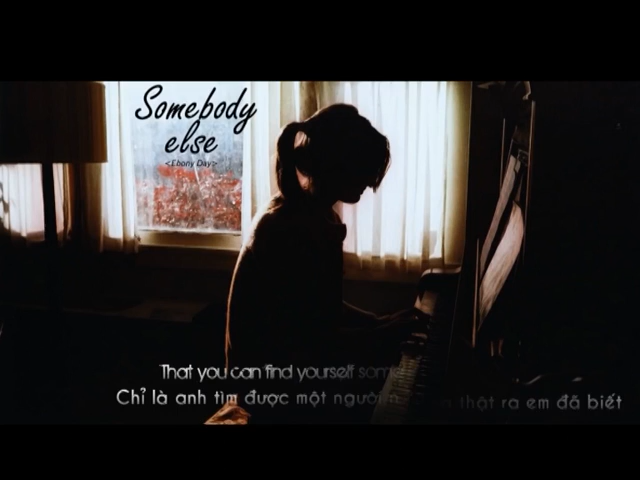 Somebody
else
<Ebony Day>
That you can find yourself some
Chỉ là anh tìm được một người thật ra em đã biết